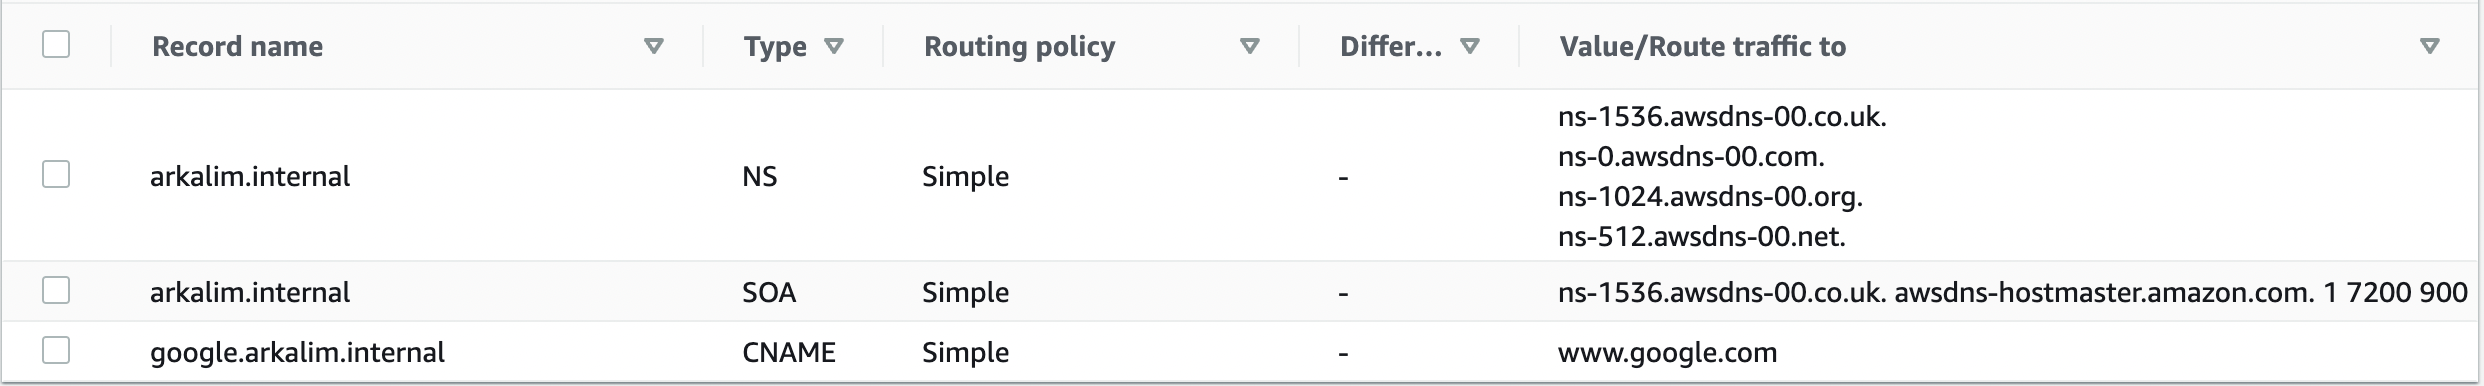 Record name Type Routing policy Differ... Value/Route traffic to
ns-1536.awsdns-00.co.uk.
ns-0.awsdns-00.com.
arkalim.internal NS Simple -
ns-1024.awsdns-00.org.
ns-512.awsdns-00.net.
arkalim.internal SOA Simple - ns-1536.awsdns-00.co.uk. awsdns-hostmaster.amazon.com. 1 7200 900
google.arkalim.internal CNAME Simple - www.google.com